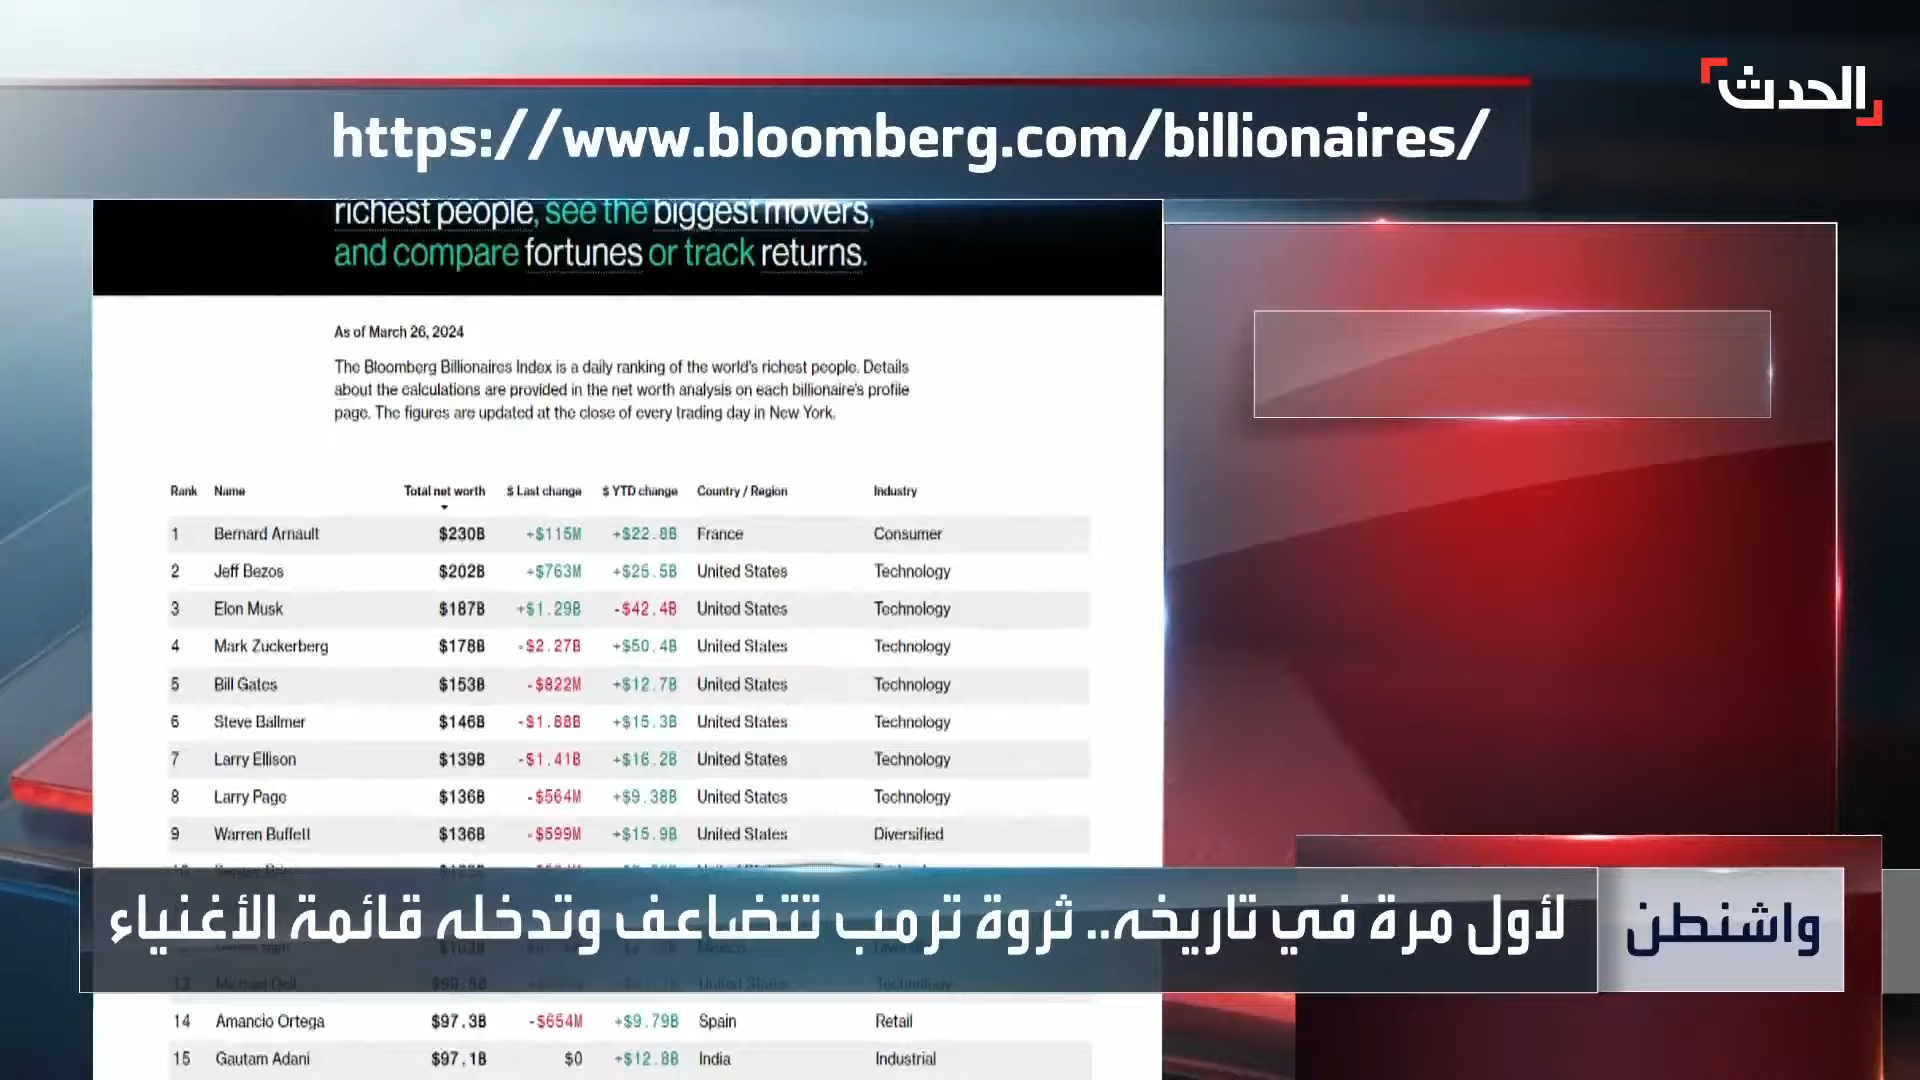 الحدث
https://www.bloomberg.com/billionaires/
richest people, see the biggest movers,
and compare fortunes or track returns.
As of March 26, 2024
The Bloomberg Billionaires Index is a daily ranking of the world's richest people. Details
about the calculations are provided in the net worth analysis on each billionaire's profile
page. The figures are updated at the close of every trading day in New York.
Rank Name Total net worth $ Last change $ YTD change Country / Region Industry
1 Bernard Arnault $230B +$115M +$22.8B France Consumer
2 Jeff Bezos $202B +$763M +$25.5B United States Technology
3 Elon Musk $187B +$1.29B -$42.4B United States Technology
4 Mark Zuckerberg $178B -$2.27B +$50.4B United States Technology
5 Bill Gates $153B -$822M +$12.7B United States Technology
6 Steve Ballmer $146B -$1.88B +$15.3B United States Technology
7 Larry Ellison $139B -$1.41B +$16.2B United States Technology
8 Larry Page $136B -$564M +$9.38B United States Technology
9 Warren Buffett $136B -$599M +$15.9B United States Diversified
واشنطن
لأول مرة في تاريخه.. ثروة ترمب تتضاعف وتدخله قائمة الأغنياء
13 Michael Dell $99.5B United States Technology
14 Amancio Ortega $97.3B -$654M +$9.79B Spain Retail
15 Gautam Adani $97.1B $0 +$12.8B India Industrial